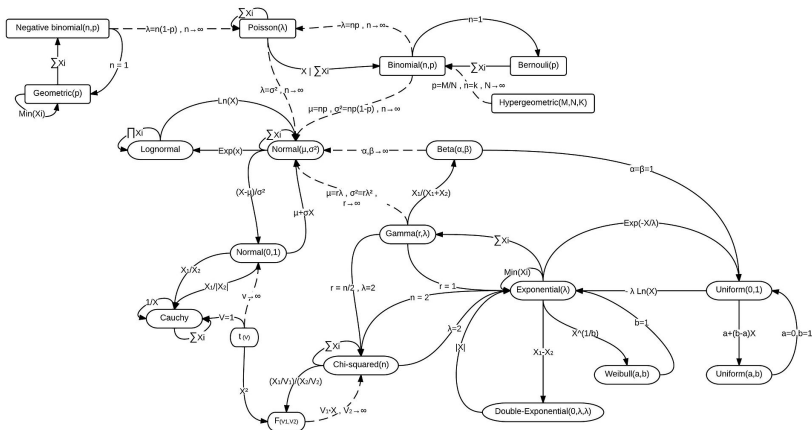 λ=n(1-p) , n→∞
∑Xi
λ=np , n→∞
n=1
Negative binomial(n,p)
Poisson(λ)
Binomial(n,p)
Bernouli(p)
∑Xi
n = 1
X | ∑Xi
∑Xi
p=M/N , n=k , N→∞
Geometric(p)
Min(Xi)
λ=σ² , n→∞
μ=np , σ²=np(1-p) , n→∞
Hypergeometric(M,N,K)
Ln(X)
∏Xi
∑Xi
Lognormal
Exp(x)
Normal(μ,σ²)
α,β→∞
Beta(α,β)
α=β=1
(X-μ)/σ²
μ+σX
μ=rλ , σ²=rλ² ,
r→∞
X₁/(X₁+X₂)
Exp(-X/λ)
Gamma(r,λ)
∑Xi
Normal(0,1)
X₁/X₂
X₁/|X₂|
r = n/2 , λ=2
r = 1
Min(Xi)
Exponential(λ)
- λ Ln(X)
Uniform(0,1)
1/X
Cauchy
∑Xi
V=1
t (V)
n = 2
λ=2
|X|
X₁-X₂
X^(1/b)
b=1
a+(b-a)X
a=0,b=1
∑Xi
Chi-squared(n)
Weibull(a,b)
Uniform(a,b)
X²
(X₁/V₁)/(X₂/V₂)
F(V1,V2)
V₁·X , V₂→∞
Double-Exponential(0,λ,λ)